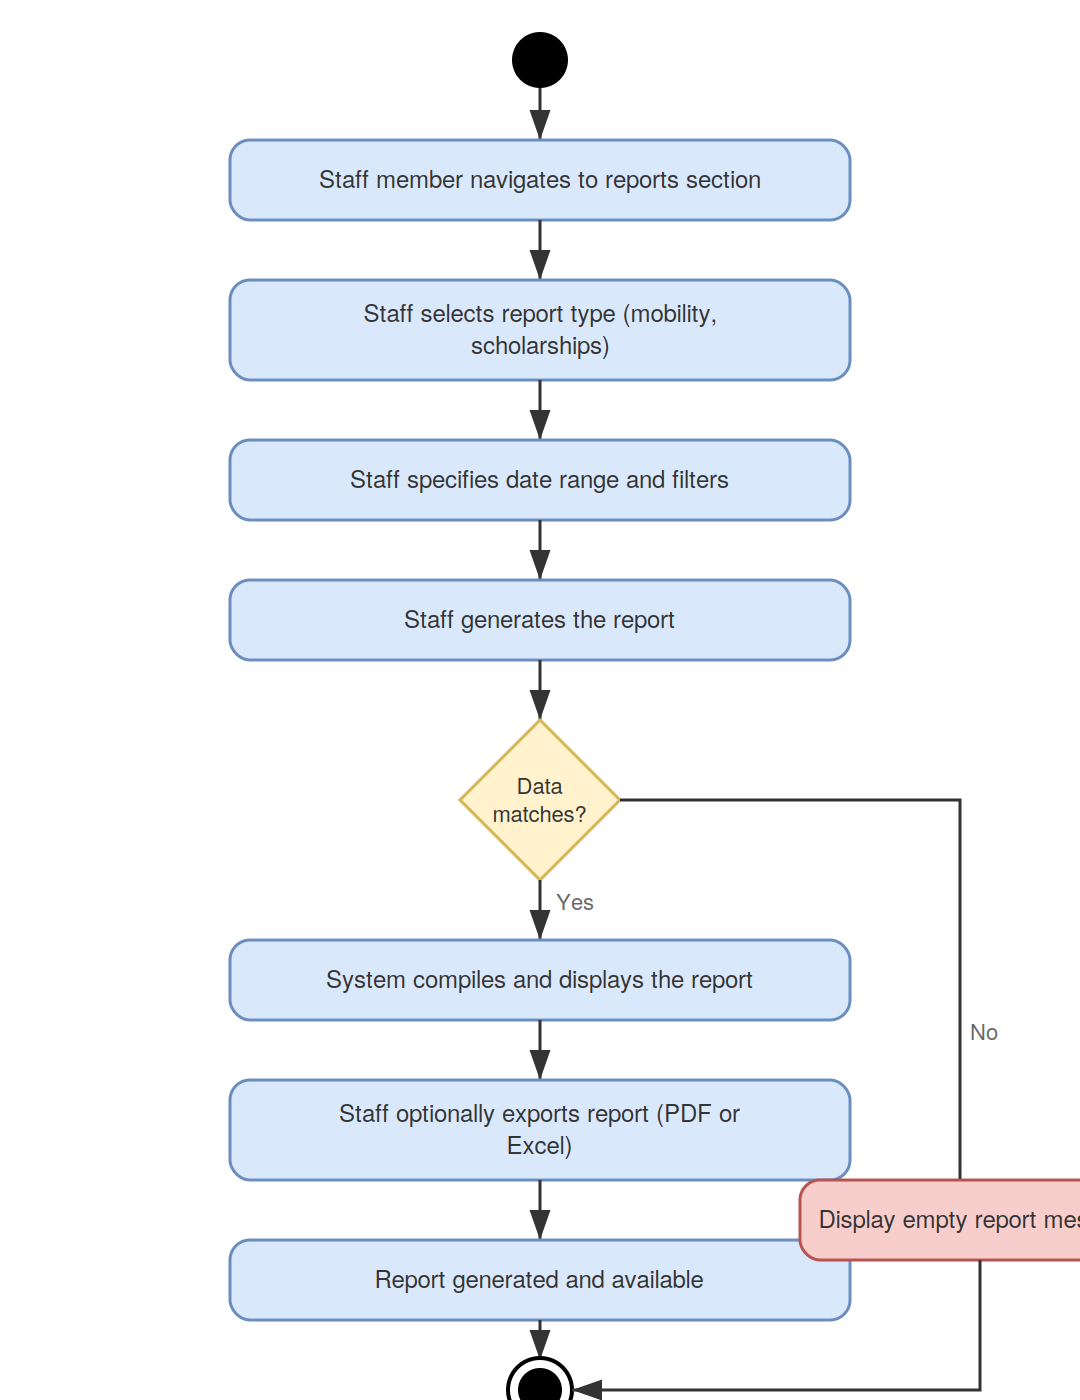 Staff member navigates to reports section
Staff selects report type (mobility,
scholarships)
Staff specifies date range and filters
Staff generates the report
Data
matches?
Yes
System compiles and displays the report
No
Staff optionally exports report (PDF or
Excel)
Display empty report
Report generated and available